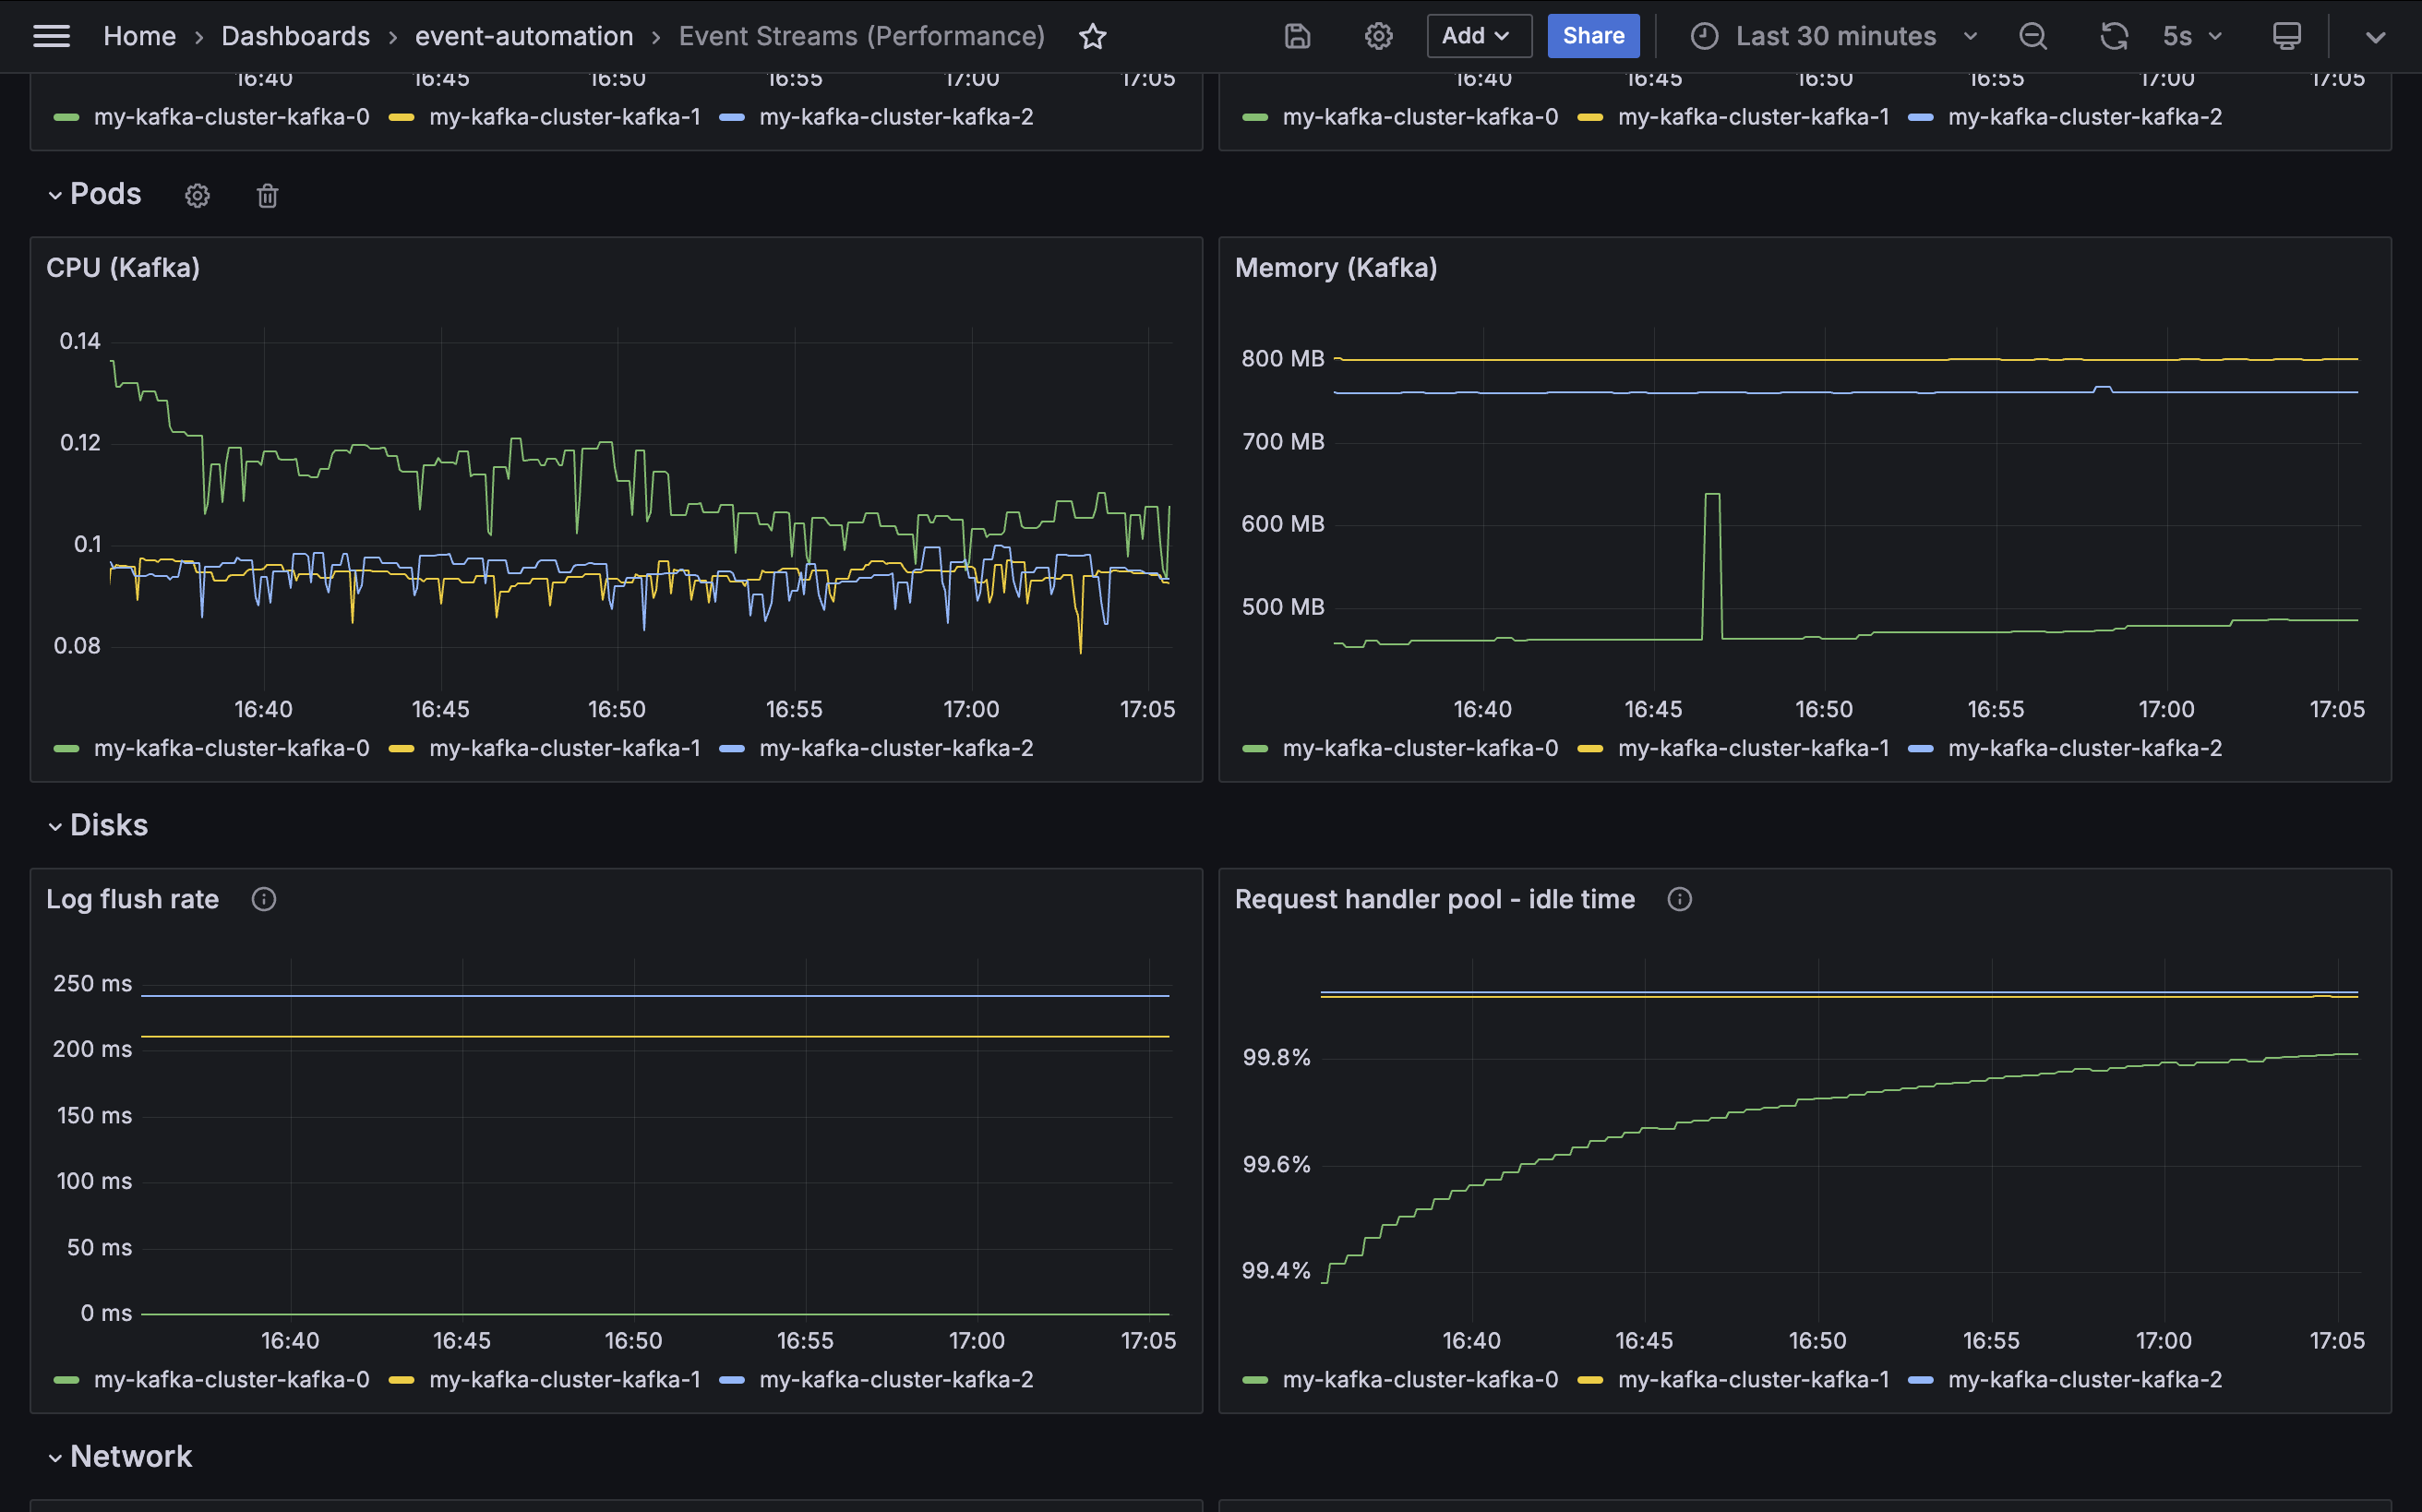 Home › Dashboards › event-automation › Event Streams (Performance) Add Share Last 30 minutes 5s
16:40 16:45 16:50 16:55 17:00 17:05
my-kafka-cluster-kafka-0 my-kafka-cluster-kafka-1 my-kafka-cluster-kafka-2
16:40 16:45 16:50 16:55 17:00 17:05
my-kafka-cluster-kafka-0 my-kafka-cluster-kafka-1 my-kafka-cluster-kafka-2
Pods
CPU (Kafka)
0.14
0.12
0.1
0.08
16:40 16:45 16:50 16:55 17:00 17:05
my-kafka-cluster-kafka-0 my-kafka-cluster-kafka-1 my-kafka-cluster-kafka-2
Memory (Kafka)
800 MB
700 MB
600 MB
500 MB
16:40 16:45 16:50 16:55 17:00 17:05
my-kafka-cluster-kafka-0 my-kafka-cluster-kafka-1 my-kafka-cluster-kafka-2
Disks
Log flush rate
250 ms
200 ms
150 ms
100 ms
50 ms
0 ms
16:40 16:45 16:50 16:55 17:00 17:05
my-kafka-cluster-kafka-0 my-kafka-cluster-kafka-1 my-kafka-cluster-kafka-2
Request handler pool - idle time
99.8%
99.6%
99.4%
16:40 16:45 16:50 16:55 17:00 17:05
my-kafka-cluster-kafka-0 my-kafka-cluster-kafka-1 my-kafka-cluster-kafka-2
Network